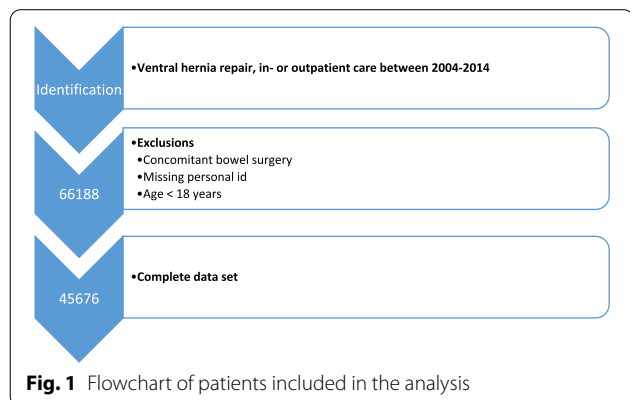 Identification
•Ventral hernia repair, in- or outpatient care between 2004-2014
66188
•Exclusions
•Concomitant bowel surgery
•Missing personal id
•Age < 18 years
45676
•Complete data set
Fig. 1 Flowchart of patients included in the analysis